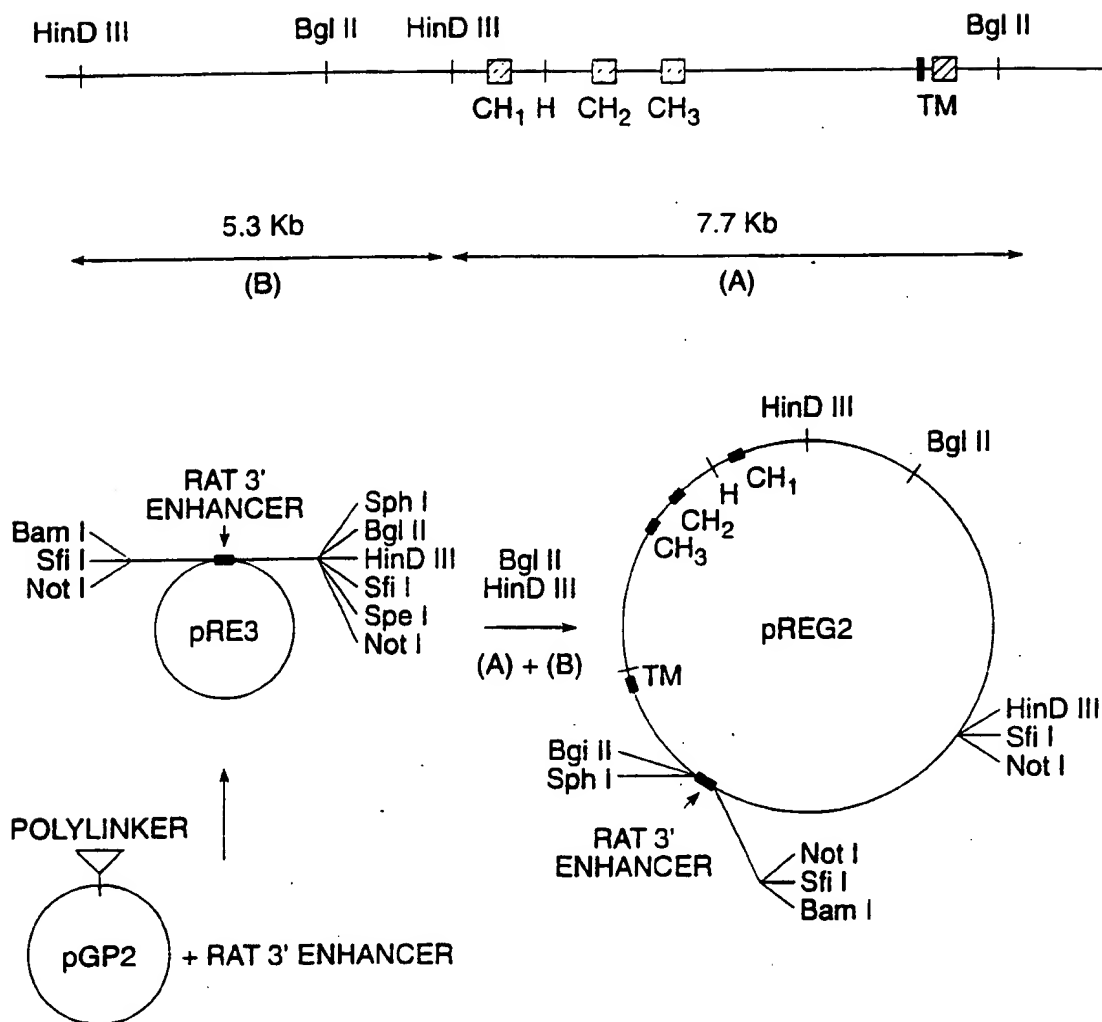 HinD III
Bgl II
HinD III
Bgl II
CH1
H
CH2
CH3
TM
5.3 Kb
(B)
7.7 Kb
(A)
RAT 3'
ENHANCER
Bam I
Sfi I
Not I
Sph I
Bgl II
HinD III
Sfi I
Spe I
Not I
pRE3
Bgl II
HinD III
(A) + (B)
HinD III
Bgl II
CH1
H
CH2
CH3
pREG2
TM
Bgi II
Sph I
RAT 3'
ENHANCER
HinD III
Sfi I
Not I
Not I
Sfi I
Bam I
POLYLINKER
pGP2
+ RAT 3' ENHANCER